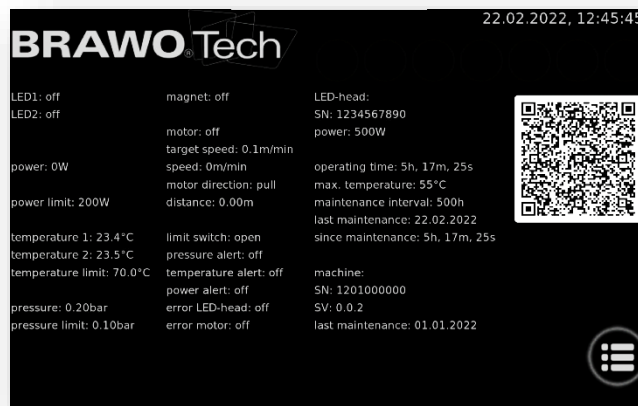 22.02.2022, 12:45:45
BRAWO® Tech
LED1: off
LED2: off
power: 0W
power limit: 200W
temperature 1: 23.4°C
temperature 2: 23.5°C
temperature limit: 70.0°C
pressure: 0.20bar
pressure limit: 0.10bar
magnet: off
motor: off
target speed: 0.1m/min
speed: 0m/min
motor direction: pull
distance: 0.00m
limit switch: open
pressure alert: off
temperature alert: off
power alert: off
error LED-head: off
error motor: off
LED-head:
SN: 1234567890
power: 500W
operating time: 5h, 17m, 25s
max. temperature: 55°C
maintenance interval: 500h
last maintenance: 22.02.2022
since maintenance: 5h, 17m, 25s
machine:
SN: 1201000000
SV: 0.0.2
last maintenance: 01.01.2022